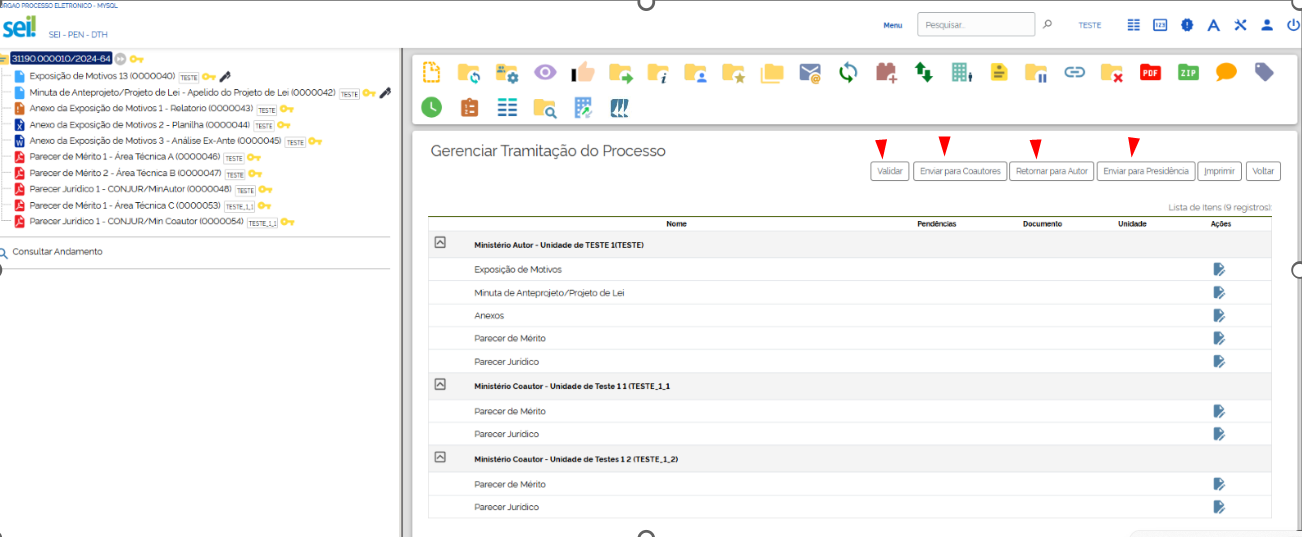 ÓRGAO PROCESSO ELETRONICO - MYSQL
sei!
SEI - PEN - DTH
Menu
Pesquisar...
TESTE
123
31190.000010/2024-64
Exposição de Motivos 13 (0000040) TESTE
Minuta de Anteprojeto/Projeto de Lei - Apelido do Projeto de Lei (0000042) TESTE
Anexo da Exposição de Motivos 1 - Relatorio (0000043) TESTE
Anexo da Exposição de Motivos 2 - Planilha (0000044) TESTE
Anexo da Exposição de Motivos 3 - Análise Ex-Ante (0000045) TESTE
Parecer de Mérito 1 - Área Técnica A (0000046) TESTE
Parecer de Mérito 2 - Área Técnica B (0000047) TESTE
Parecer Jurídico 1 - CONJUR/MinAutor (0000048) TESTE
Parecer de Mérito 1 - Área Técnica C (0000053) TESTE_1_1
Parecer Jurídico 1 - CONJUR/Min Coautor (0000054) TESTE_1_1
Consultar Andamento
PDF
ZIP
Gerenciar Tramitação do Processo
Validar Enviar para Coautores Retornar para Autor Enviar para Presidência Imprimir Voltar
Lista de Itens (9 registros):
Nome Pendências Documento Unidade Ações
Ministério Autor - Unidade de TESTE 1(TESTE)
Exposição de Motivos
Minuta de Anteprojeto/Projeto de Lei
Anexos
Parecer de Mérito
Parecer Jurídico
Ministério Coautor - Unidade de Teste 1 1 (TESTE_1_1
Parecer de Mérito
Parecer Jurídico
Ministério Coautor - Unidade de Testes 1 2 (TESTE_1_2)
Parecer de Mérito
Parecer Jurídico